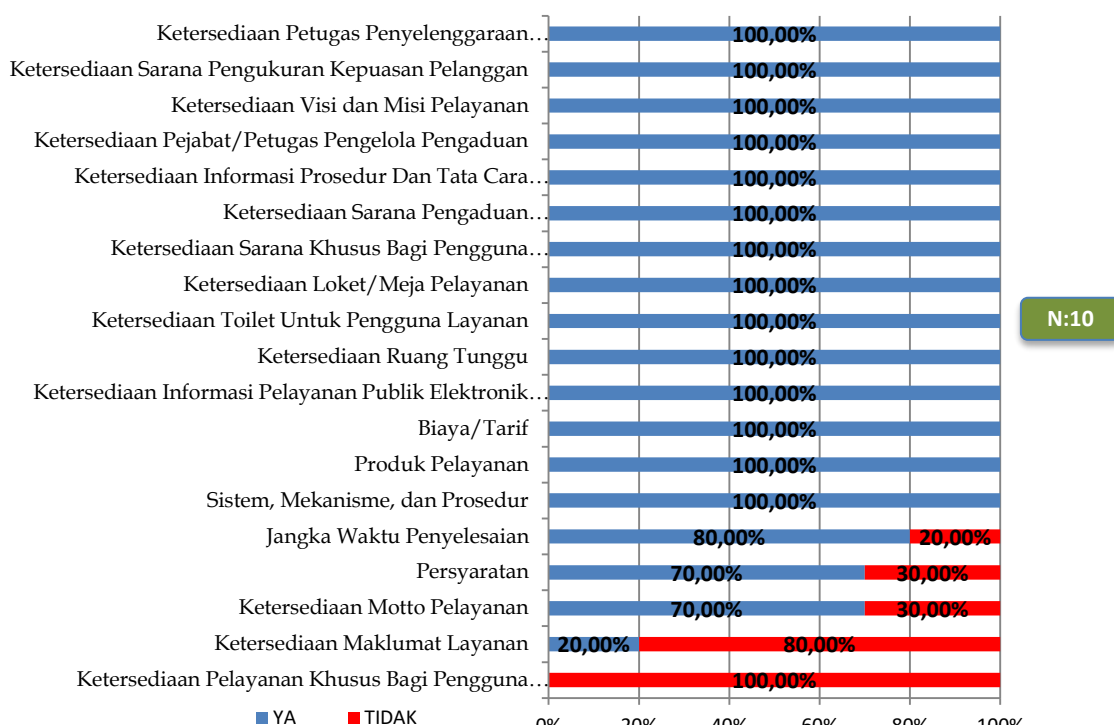 Ketersediaan Petugas Penyelenggaraan… 100,00%
Ketersediaan Sarana Pengukuran Kepuasan Pelanggan 100,00%
Ketersediaan Visi dan Misi Pelayanan 100,00%
Ketersediaan Pejabat/Petugas Pengelola Pengaduan 100,00%
Ketersediaan Informasi Prosedur Dan Tata Cara… 100,00%
Ketersediaan Sarana Pengaduan… 100,00%
Ketersediaan Sarana Khusus Bagi Pengguna… 100,00%
Ketersediaan Loket/Meja Pelayanan 100,00%
Ketersediaan Toilet Untuk Pengguna Layanan 100,00%
N:10
Ketersediaan Ruang Tunggu 100,00%
Ketersediaan Informasi Pelayanan Publik Elektronik… 100,00%
Biaya/Tarif 100,00%
Produk Pelayanan 100,00%
Sistem, Mekanisme, dan Prosedur 100,00%
Jangka Waktu Penyelesaian 80,00% 20,00%
Persyaratan 70,00% 30,00%
Ketersediaan Motto Pelayanan 70,00% 30,00%
Ketersediaan Maklumat Layanan 20,00% 80,00%
Ketersediaan Pelayanan Khusus Bagi Pengguna… 100,00%
YA TIDAK
0% 20% 40% 60% 80% 100%